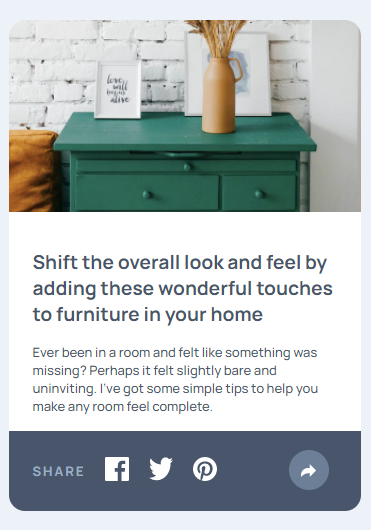 love
will
keep us
alive
Shift the overall look and feel by
adding these wonderful touches
to furniture in your home
Ever been in a room and felt like something was
missing? Perhaps it felt slightly bare and
uninviting. I've got some simple tips to help you
make any room feel complete.
SHARE